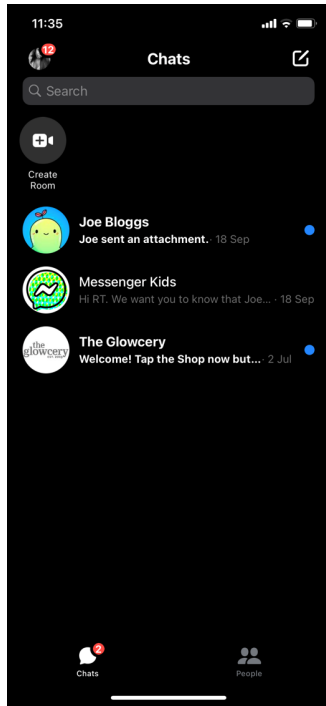 11:35
12
Chats
Search
Create
Room
Joe Bloggs
Joe sent an attachment. · 18 Sep
Messenger Kids
Hi RT. We want you to know that Joe... · 18 Sep
the
glowcery
The Glowcery
Welcome! Tap the Shop now but... · 2 Jul
2
Chats
People